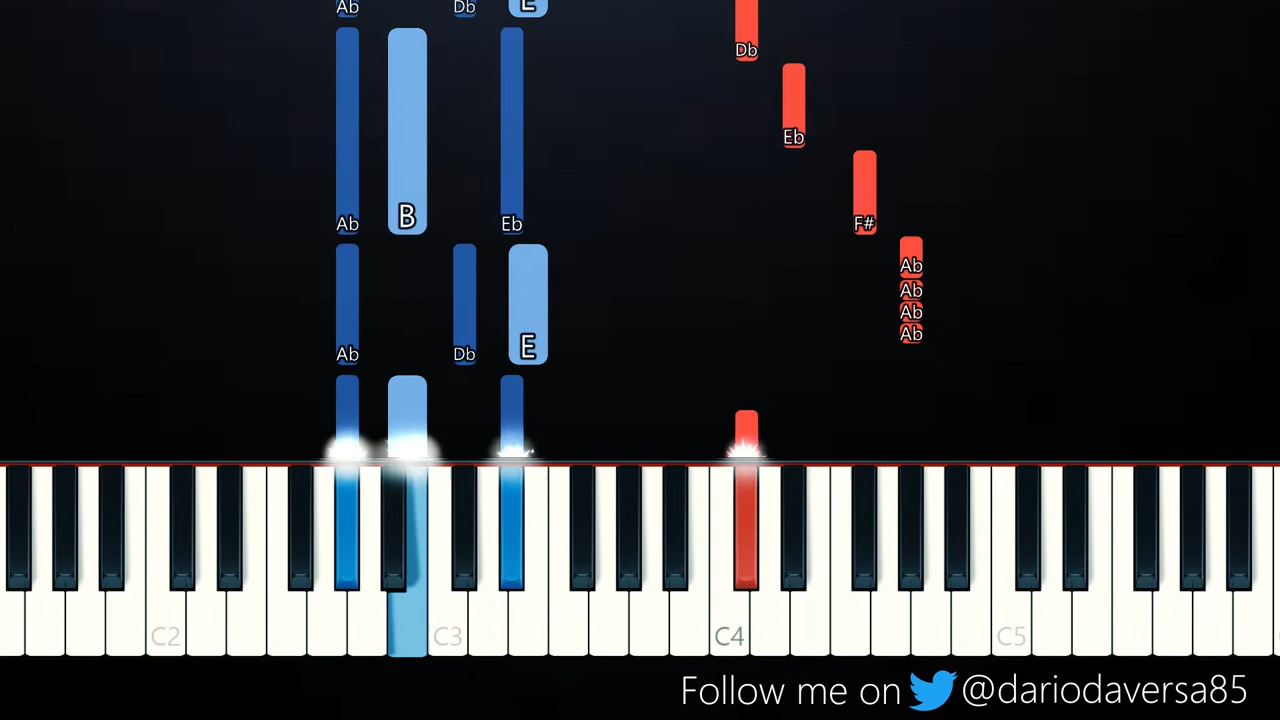 Ab Db E
Db
Eb
Ab B Eb F#
Ab
Ab
Ab
Ab
Ab Db E
C2 C3 C4 C5
Follow me on @dariodaversa85